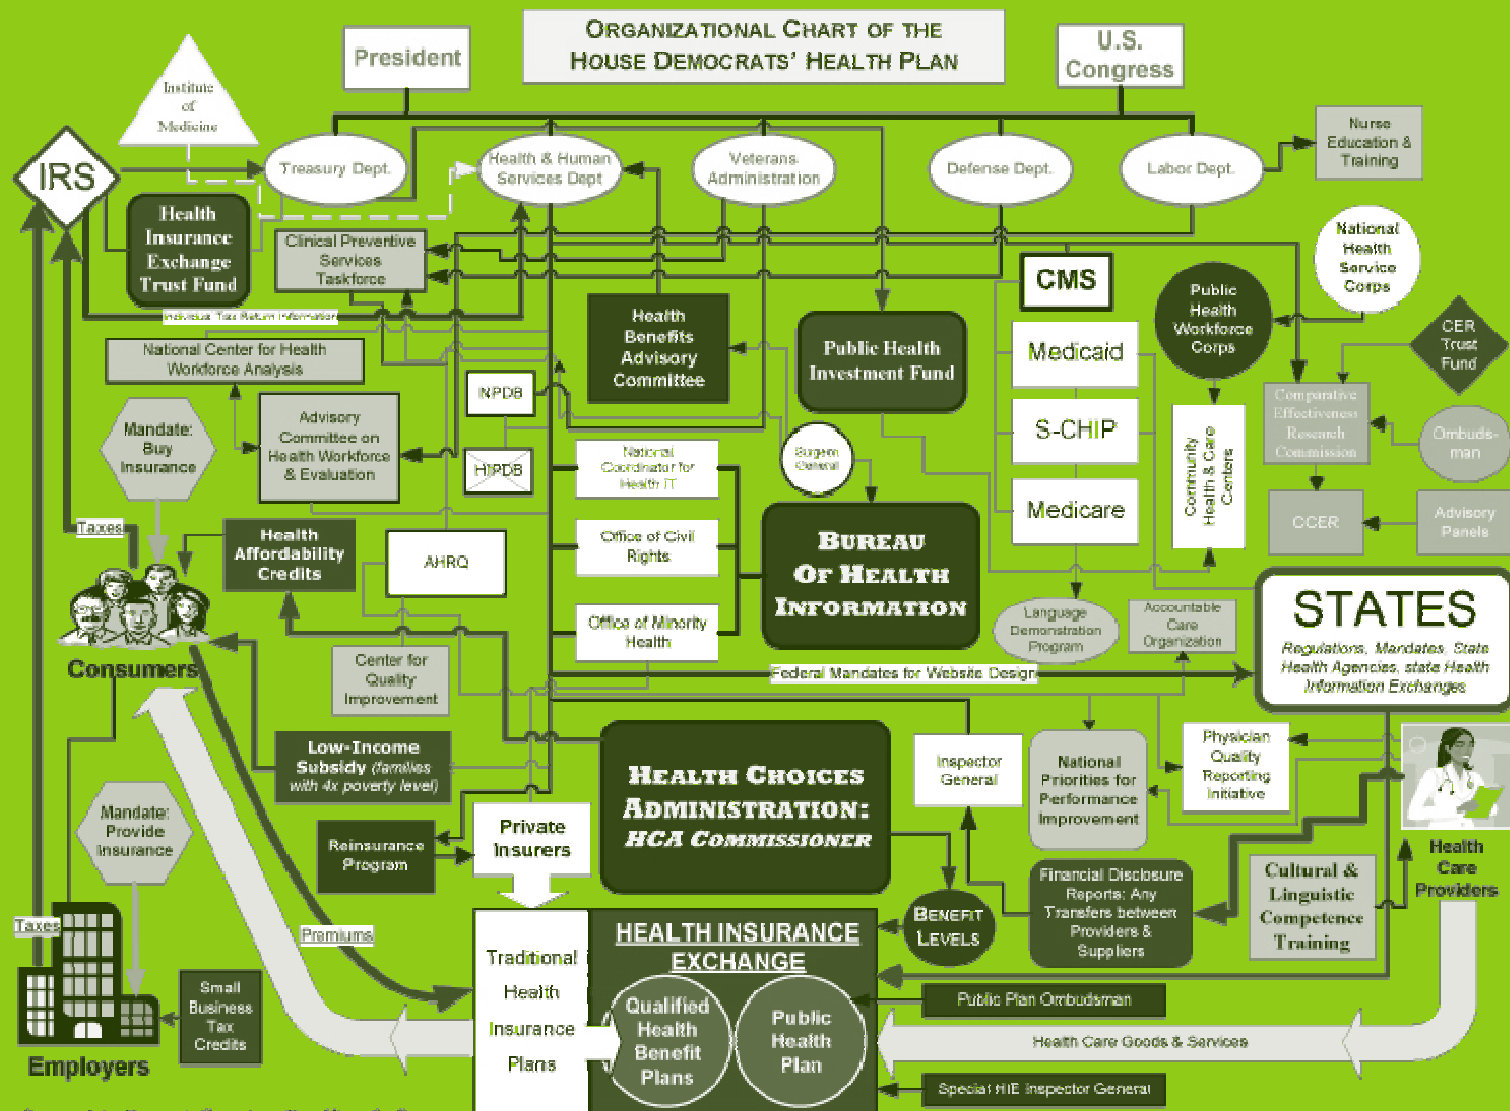 ORGANIZATIONAL CHART OF THE
HOUSE DEMOCRATS' HEALTH PLAN
President
U.S.
Congress
Institute
of
Medicine
IRS
Treasury Dept.
Health & Human
Services Dept
Veterans
Administration
Defense Dept.
Labor Dept.
Nurse
Education &
Training
Health
Insurance
Exchange
Trust Fund
Clinical Preventive
Services
Taskforce
Individual Tax Return Information
National Center for Health
Workforce Analysis
Health
Benefits
Advisory
Committee
Public Health
Investment Fund
CMS
Medicaid
S-CHIP
Medicare
Public
Health
Workforce
Corps
National
Health
Service
Corps
CER
Trust
Fund
Comparative
Effectiveness
Research
Commission
Ombuds-
man
CCER
Advisory
Panels
Community
Health & Care
Centers
Mandate:
Buy
Insurance
Advisory
Committee on
Health Workforce
& Evaluation
NPDB
HIPDB
National
Coordinator for
Health IT
Surgeon
General
Office of Civil
Rights
Office of Minority
Health
BUREAU
OF HEALTH
INFORMATION
Taxes
Health
Affordability
Credits
AHRQ
Language
Demonstration
Program
Accountable
Care
Organization
STATES
Regulations, Mandates, State
Health Agencies, state Health
Information Exchanges
Consumers
Center for
Quality
Improvement
Federal Mandates for Website Design
Low-Income
Subsidy (families
with 4x poverty level)
HEALTH CHOICES
ADMINISTRATION:
HCA COMMISSIONER
Inspector
General
National
Priorities for
Performance
Improvement
Physician
Quality
Reporting
Initiative
Mandate:
Provide
Insurance
Reinsurance
Program
Private
Insurers
Health
Care
Providers
Financial Disclosure
Reports: Any
Transfers between
Providers &
Suppliers
Cultural &
Linguistic
Competence
Training
BENEFIT
LEVELS
Taxes
Premiums
Traditional
Health
Insurance
Plans
HEALTH INSURANCE
EXCHANGE
Qualified
Health
Benefit
Plans
Public
Health
Plan
Public Plan Ombudsman
Health Care Goods & Services
Special HIE Inspector General
Small
Business
Tax
Credits
Employers